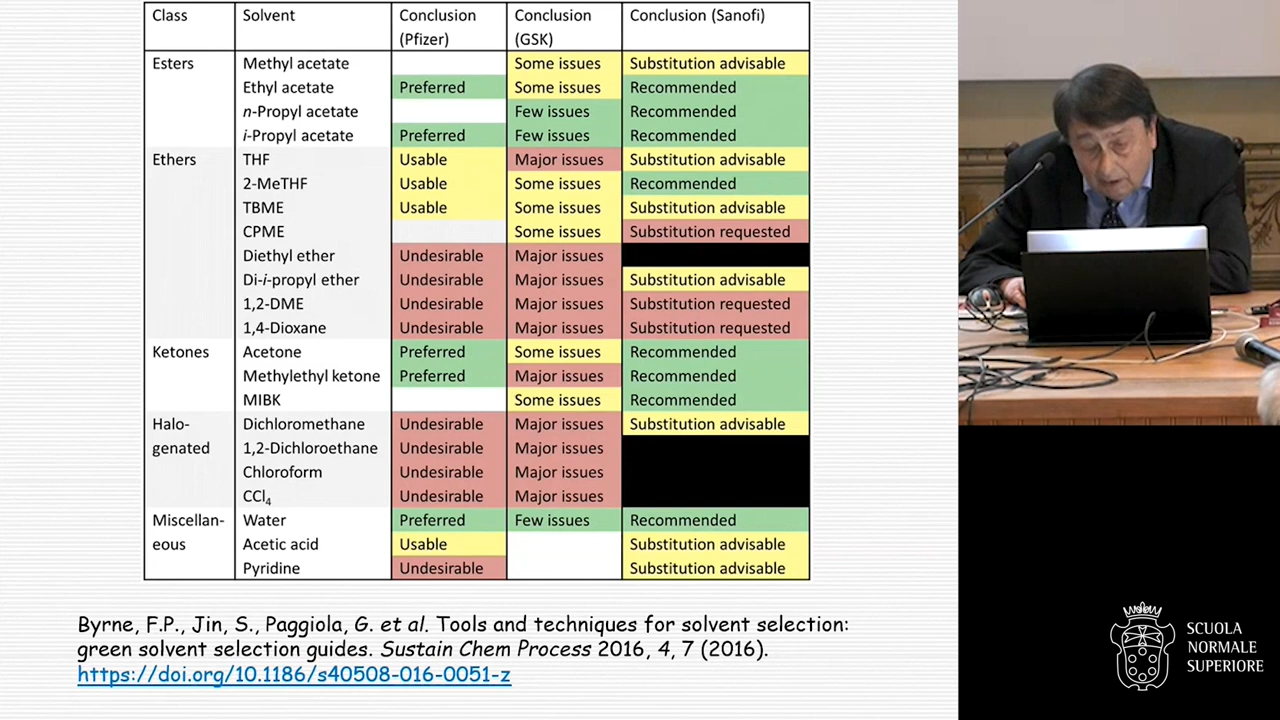 Class Solvent Conclusion (Pfizer) Conclusion (GSK) Conclusion (Sanofi)
Esters Methyl acetate Some issues Substitution advisable
Ethyl acetate Preferred Some issues Recommended
n-Propyl acetate Few issues Recommended
i-Propyl acetate Preferred Few issues Recommended
Ethers THF Usable Major issues Substitution advisable
2-MeTHF Usable Some issues Recommended
TBME Usable Some issues Substitution advisable
CPME Some issues Substitution requested
Diethyl ether Undesirable Major issues
Di-i-propyl ether Undesirable Major issues Substitution advisable
1,2-DME Undesirable Major issues Substitution requested
1,4-Dioxane Undesirable Major issues Substitution requested
Ketones Acetone Preferred Some issues Recommended
Methylethyl ketone Preferred Major issues Recommended
MIBK Some issues Recommended
Halo- Dichloromethane Undesirable Major issues Substitution advisable
genated 1,2-Dichloroethane Undesirable Major issues
Chloroform Undesirable Major issues
CCl₄ Undesirable Major issues
Miscellan- Water Preferred Few issues Recommended
eous Acetic acid Usable Substitution advisable
Pyridine Undesirable Substitution advisable
Byrne, F.P., Jin, S., Paggiola, G. et al. Tools and techniques for solvent selection:
green solvent selection guides. Sustain Chem Process 2016, 4, 7 (2016).
https://doi.org/10.1186/s40508-016-0051-z
SCUOLA
NORMALE
SUPERIORE